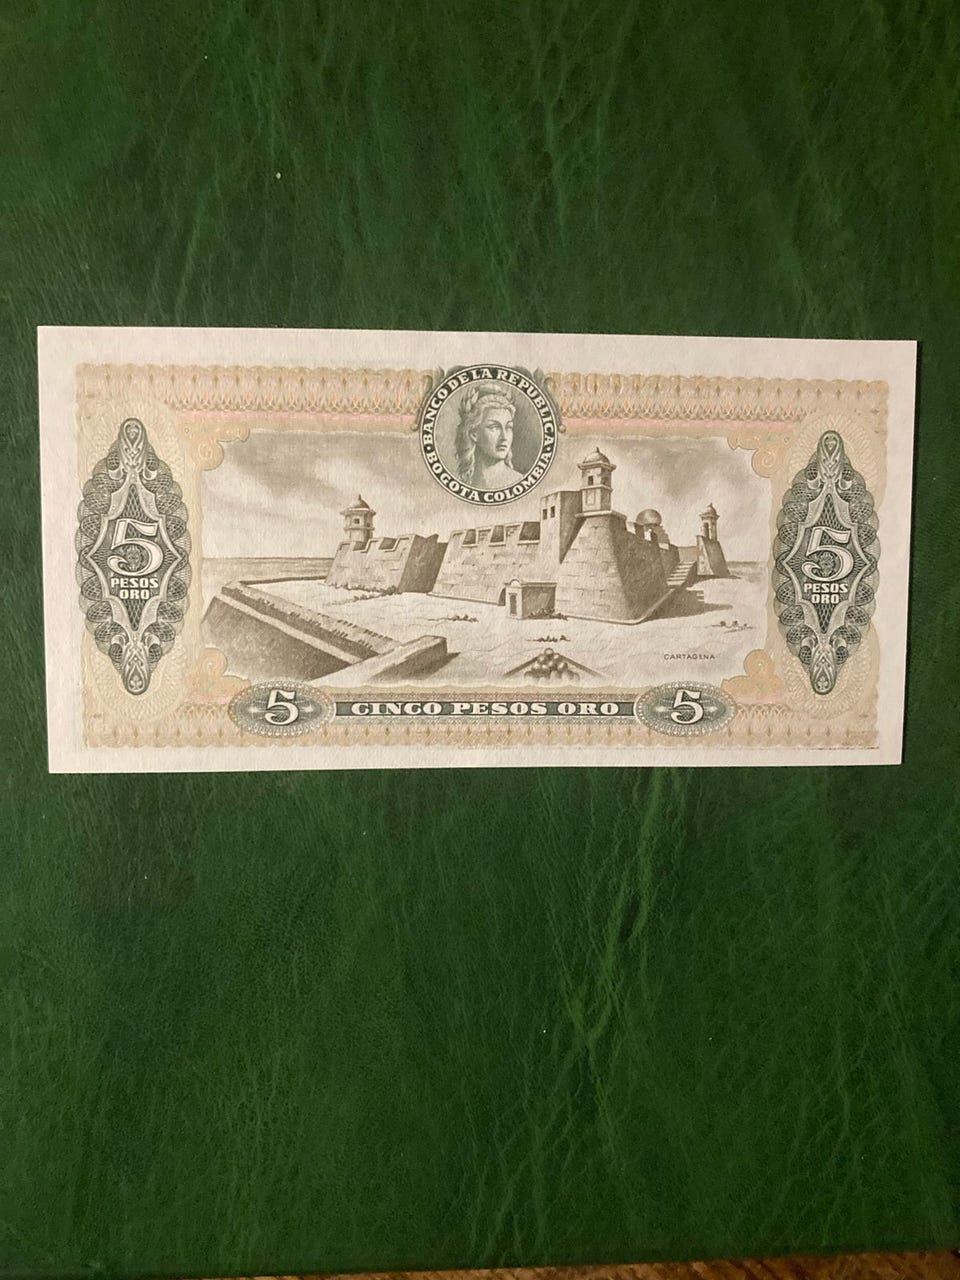 ·BANCO DE LA REPUBLICA·
BOGOTA COLOMBIA
5
PESOS
ORO
5
PESOS
ORO
CARTAGENA
5 CINCO PESOS ORO 5